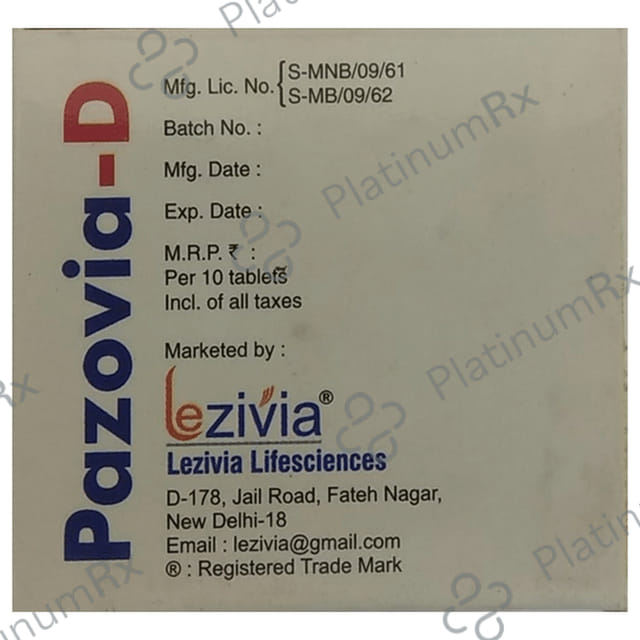 Pazovia-D
Mfg. Lic. No. { S-MNB/09/61
S-MB/09/62
Batch No. :
Mfg. Date :
Exp. Date :
M.R.P. ₹ :
Per 10 tablets
Incl. of all taxes
Marketed by :
Lezivia®
Lezivia Lifesciences
D-178, Jail Road, Fateh Nagar,
New Delhi-18
Email : lezivia@gmail.com
® : Registered Trade Mark
PlatinumRx
PlatinumRx
PlatinumRx
PlatinumRx